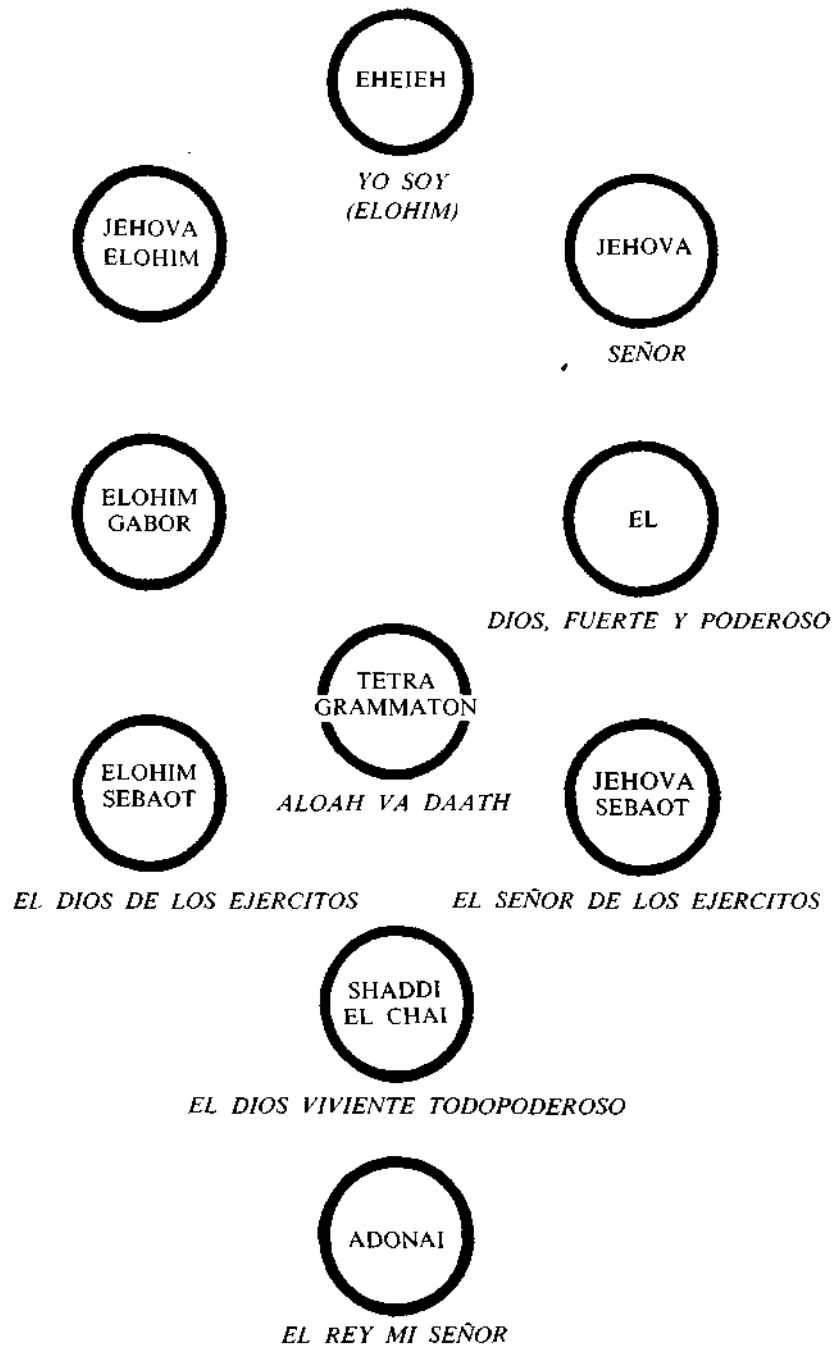 EHEIEH
YO SOY
(ELOHIM)
JEHOVA
ELOHIM
JEHOVA
SEÑOR
ELOHIM
GABOR
EL
DIOS, FUERTE Y PODEROSO
TETRA
GRAMMATON
ALOAH VA DAATH
ELOHIM
SEBAOT
EL DIOS DE LOS EJERCITOS
JEHOVA
SEBAOT
EL SEÑOR DE LOS EJERCITOS
SHADDI
EL CHAI
EL DIOS VIVIENTE TODOPODEROSO
ADONAI
EL REY MI SEÑOR